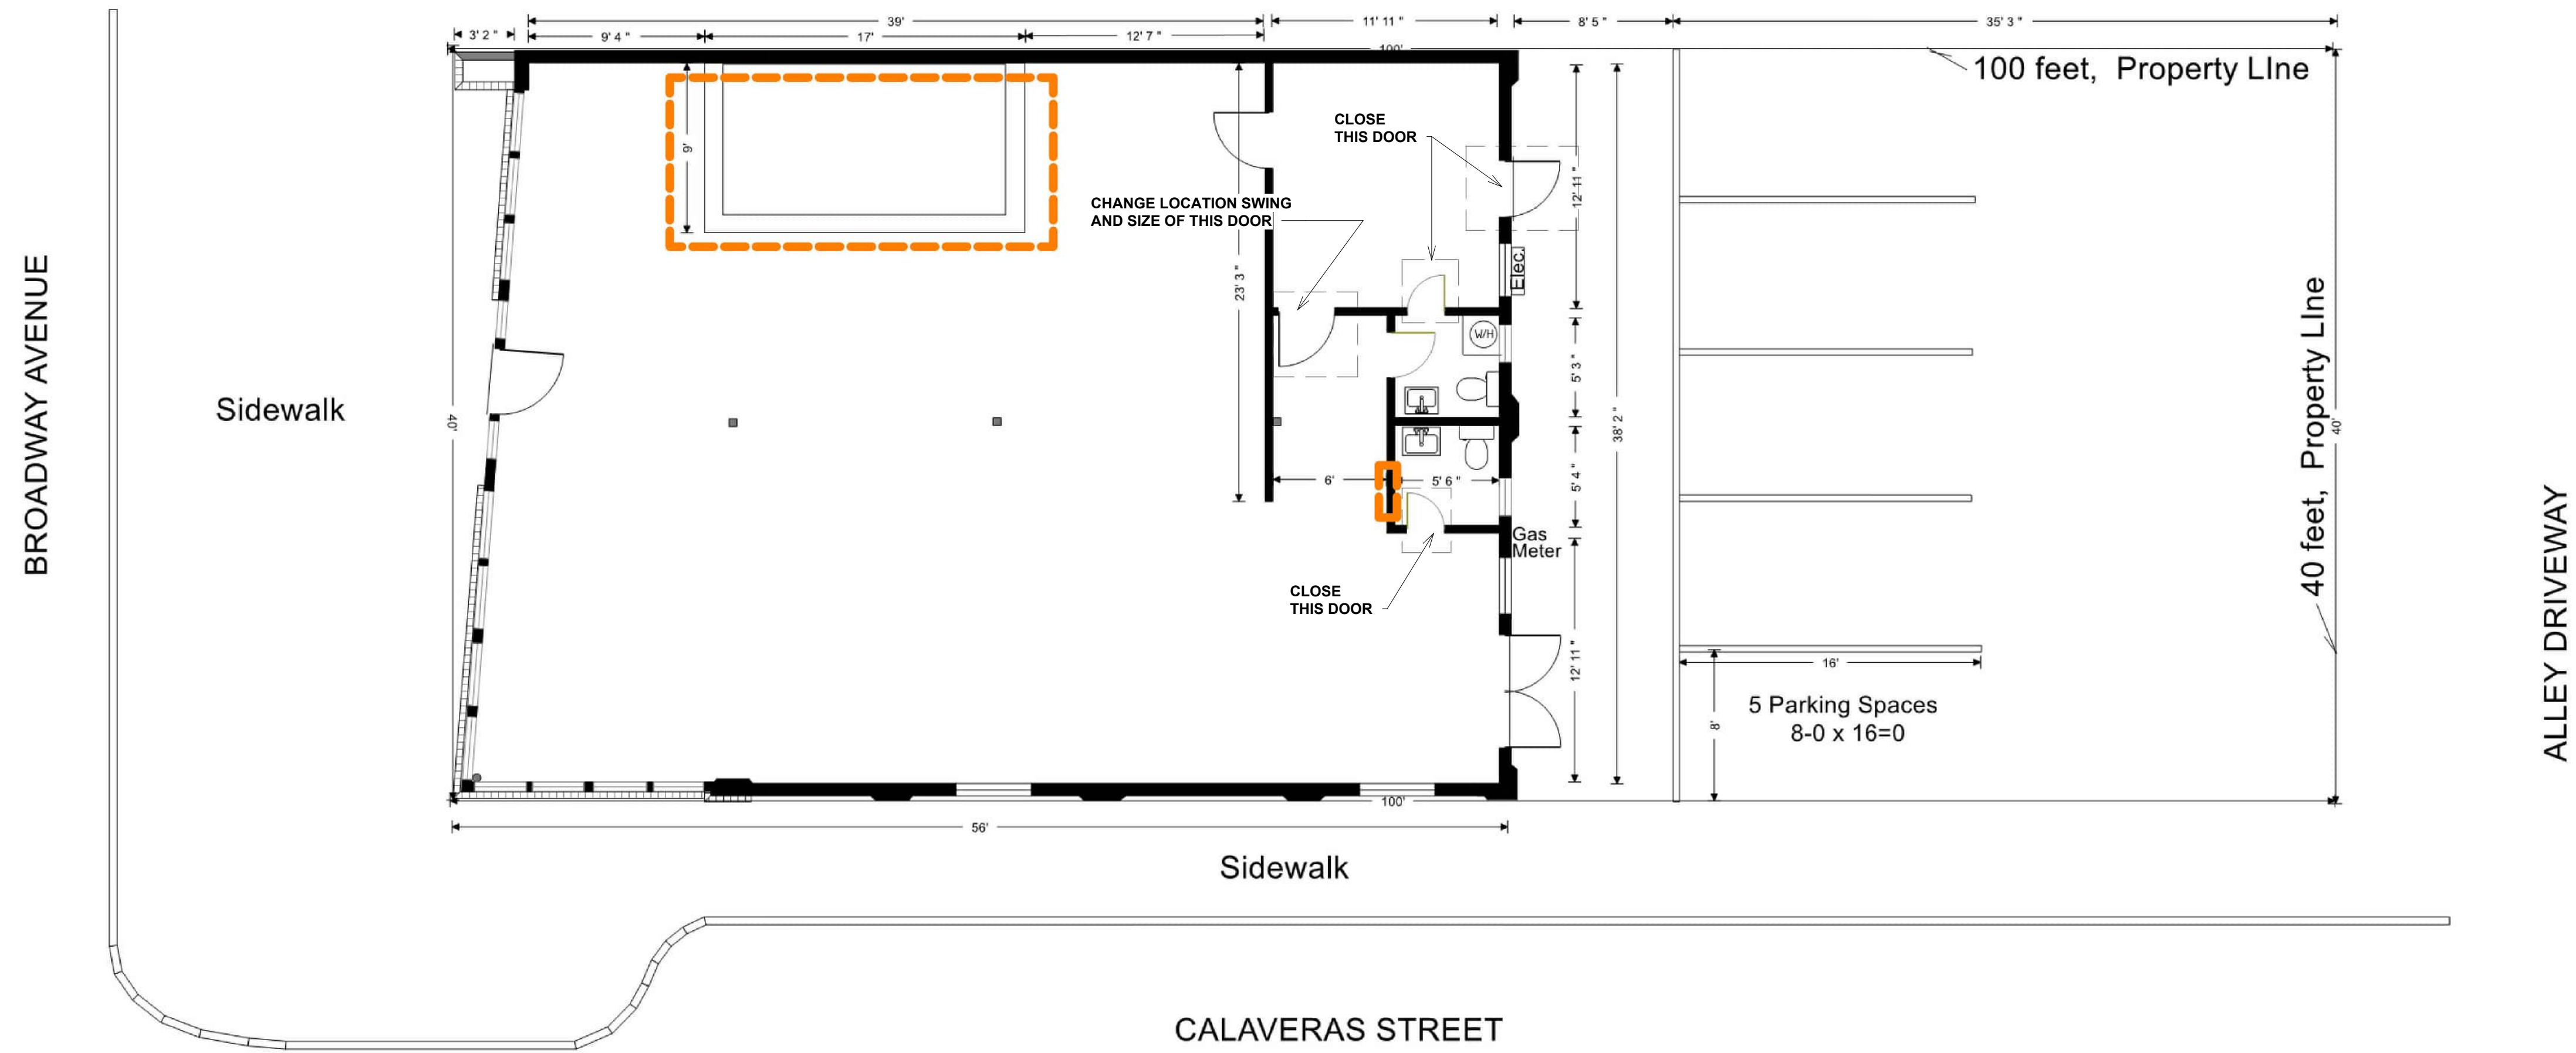 39'
11' 11 "
8' 5 "
35' 3 "
3' 2 "
9' 4 "
17'
12' 7 "
100'
100 feet, Property LIne
CLOSE
THIS DOOR
9'
12' 11 "
CHANGE LOCATION SWING
AND SIZE OF THIS DOOR
23' 3 "
Elec.
BROADWAY AVENUE
Sidewalk
40'
W/H
5' 3 "
38' 2 "
40 feet, Property LIne
40'
6'
5' 6 "
5' 4 "
Gas
Meter
ALLEY DRIVEWAY
CLOSE
THIS DOOR
12' 11 "
16'
8'
5 Parking Spaces
8-0 x 16=0
100'
56'
Sidewalk
CALAVERAS STREET